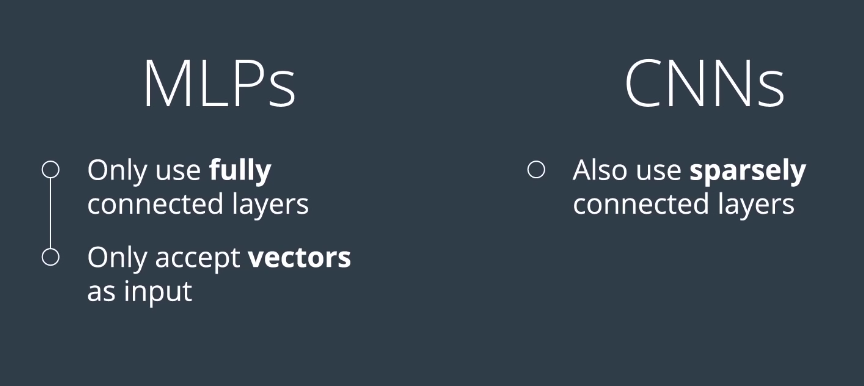 MLPs
Only use fully
connected layers
Only accept vectors
as input
CNNs
Also use sparsely
connected layers